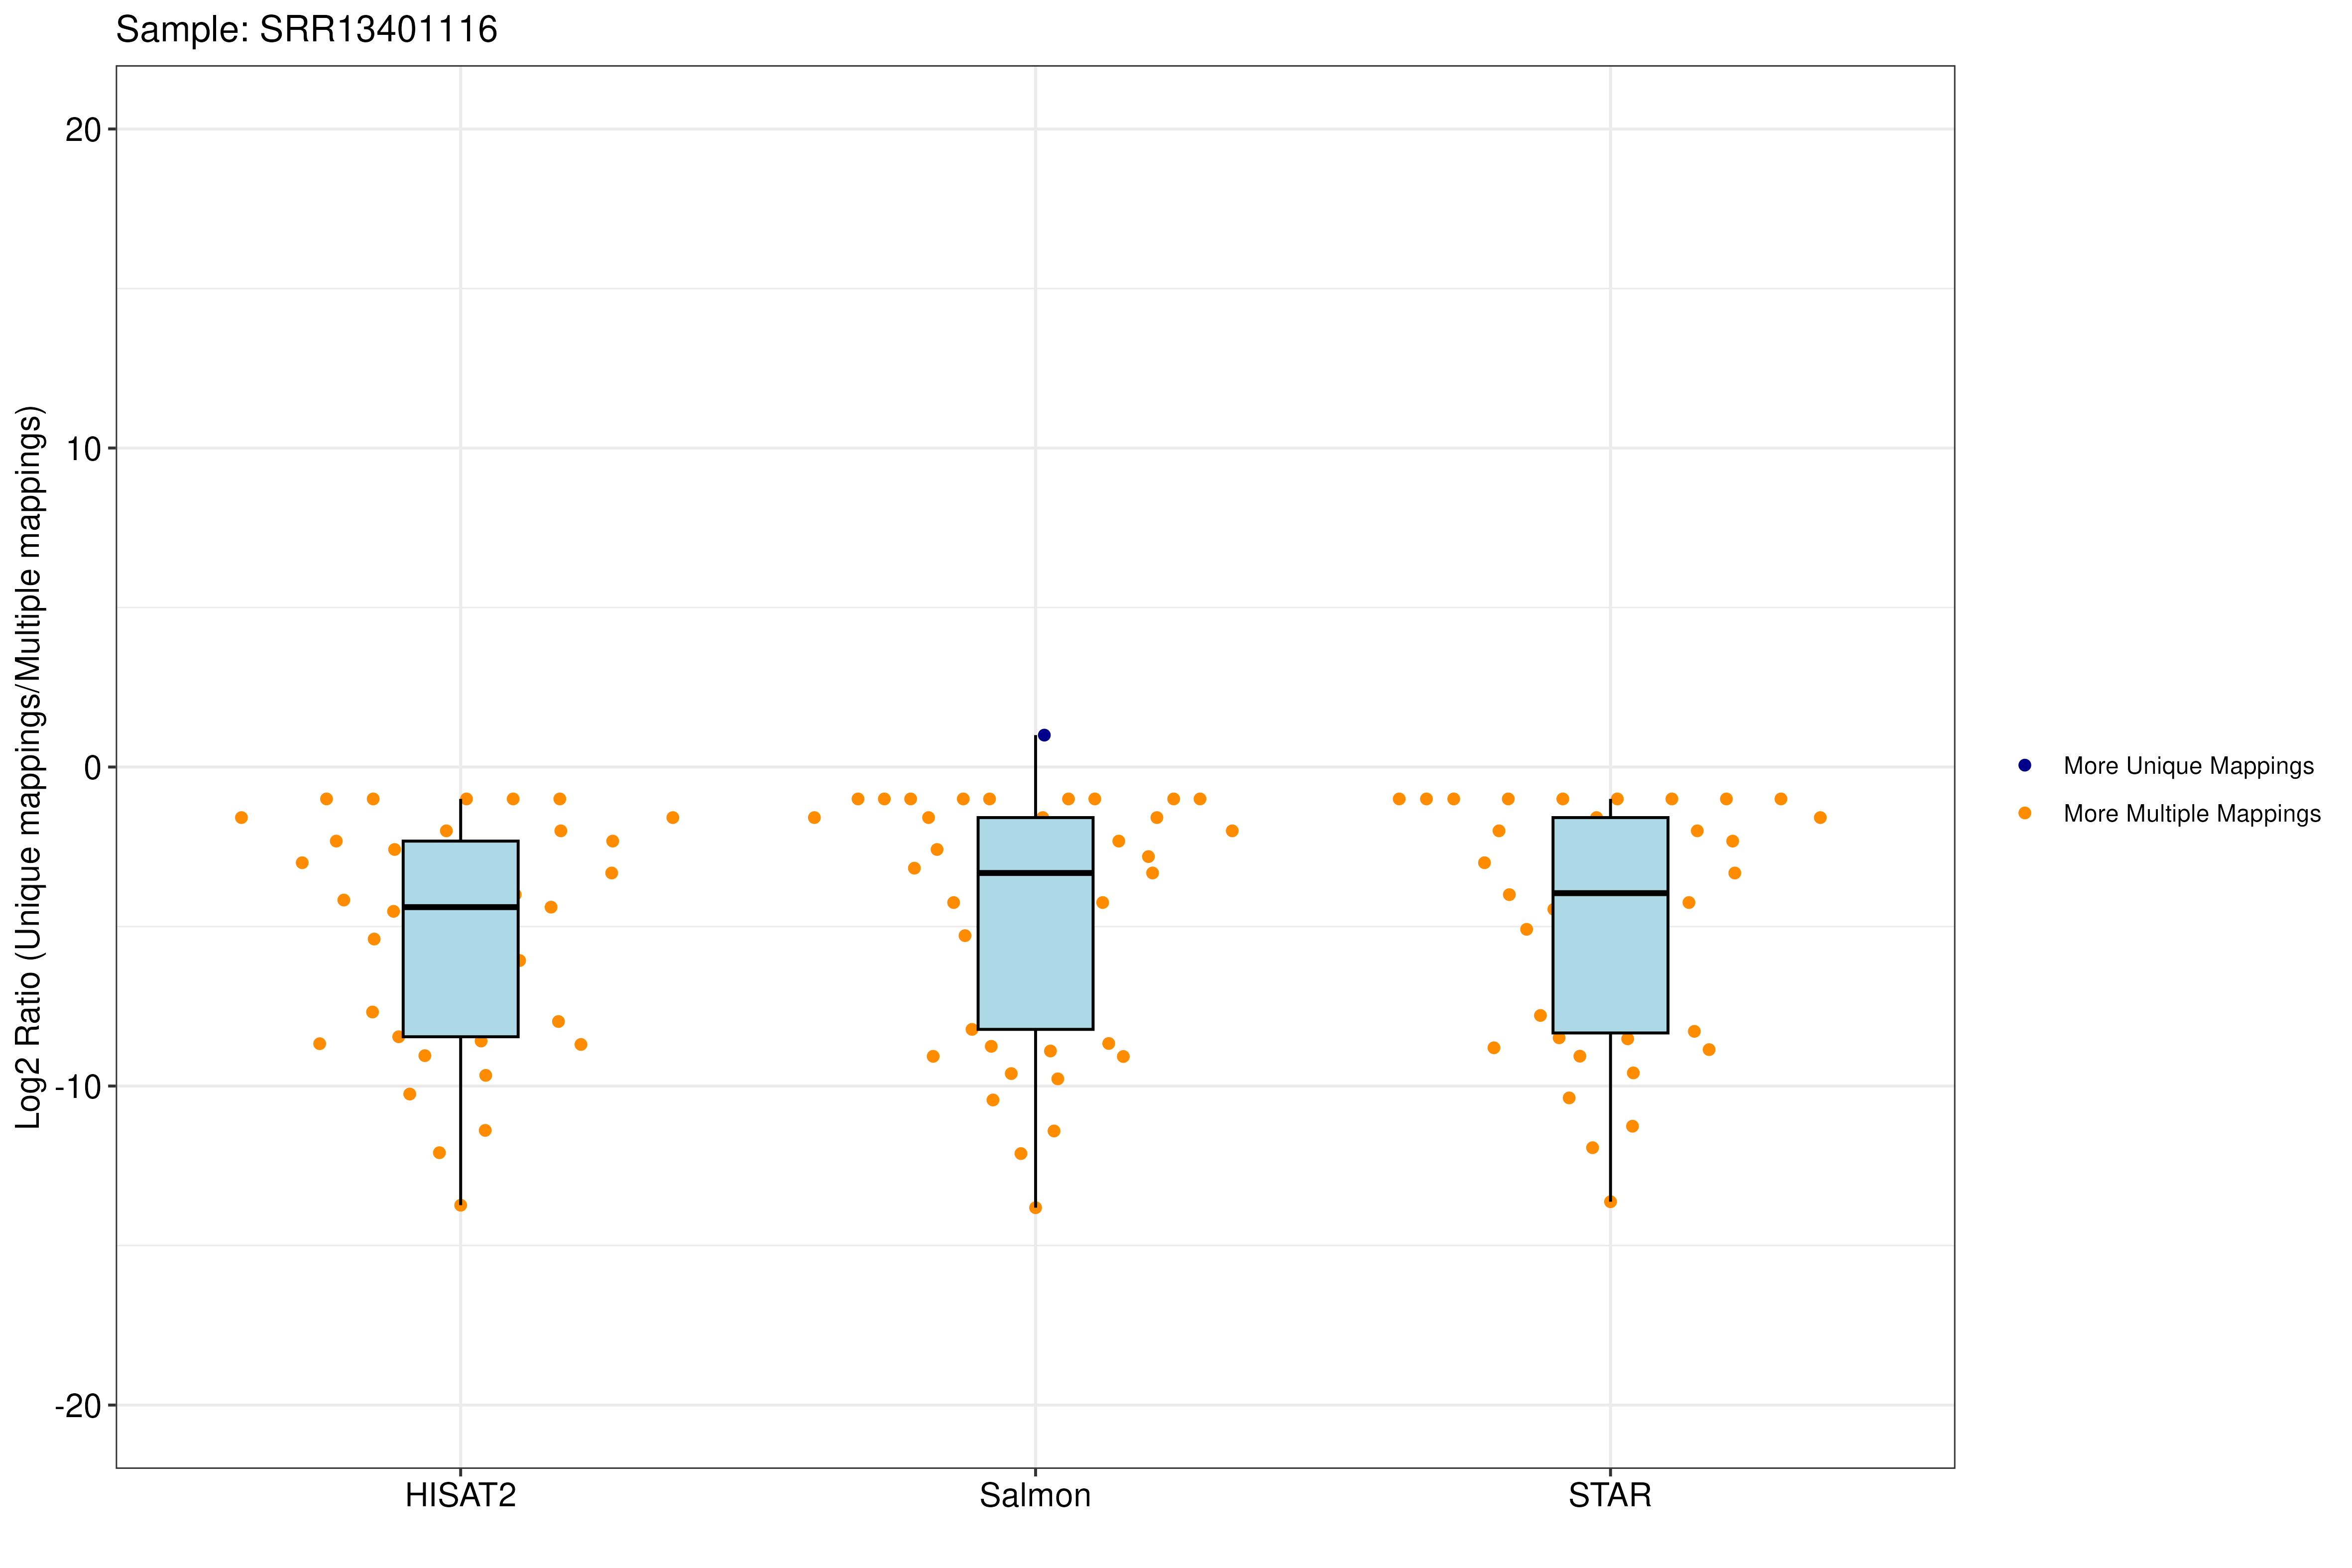 Sample: SRR13401116
Log2 Ratio (Unique mappings/Multiple mappings)
20
10
0
-10
-20
HISAT2
Salmon
STAR
More Unique Mappings
More Multiple Mappings